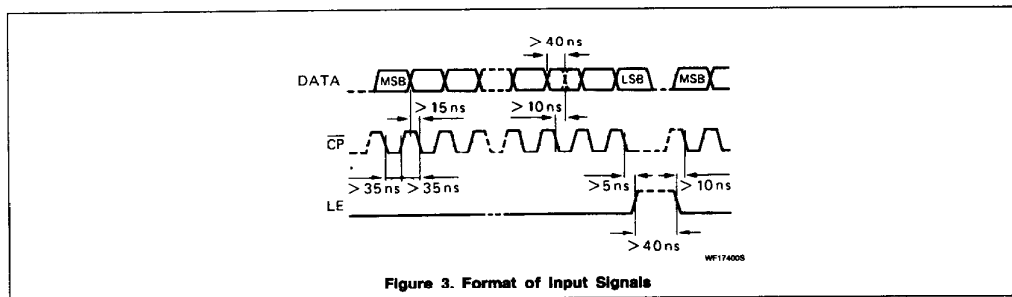 > 40 ns
DATA
MSB
LSB
MSB
> 15 ns
> 10 ns
CP
> 35 ns
> 35 ns
> 5 ns
> 10 ns
LE
> 40 ns
WF17400S
Figure 3. Format of Input Signals